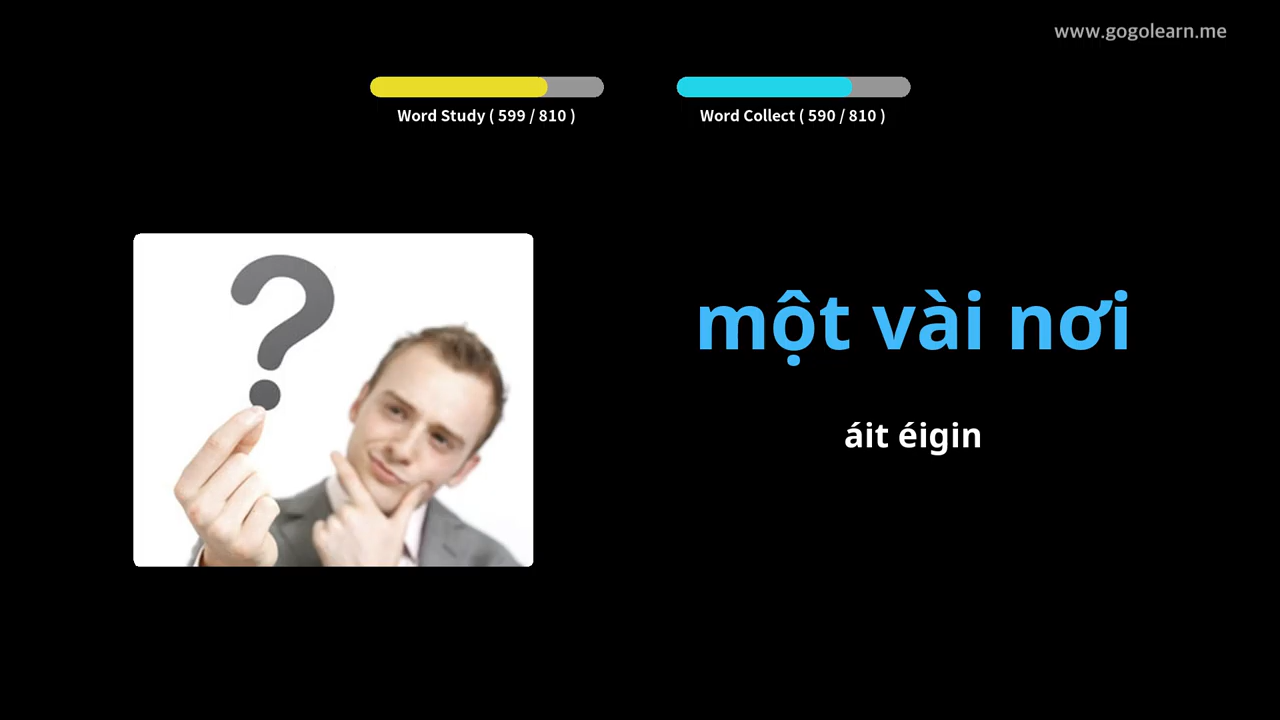 www.gogolearn.me
Word Study ( 599 / 810 )
Word Collect ( 590 / 810 )
một vài nơi
áit éigin